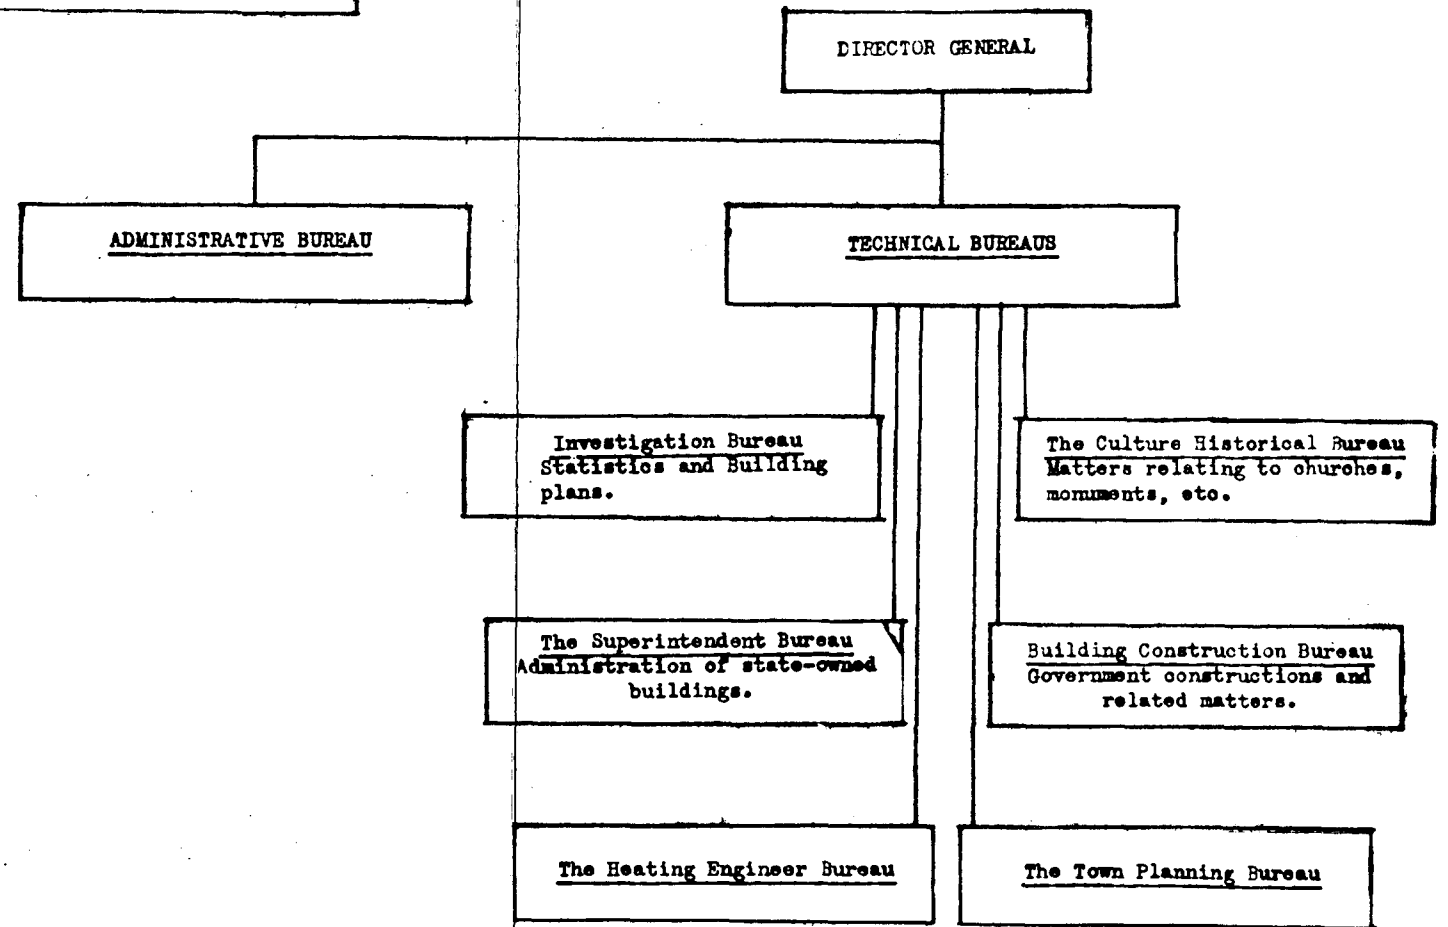 DIRECTOR GENERAL
ADMINISTRATIVE BUREAU
TECHNICAL BUREAUS
Investigation Bureau
Statistics and Building
plans.
The Culture Historical Bureau
Matters relating to churches,
monuments, etc.
The Superintendent Bureau
Administration of state-owned
buildings.
Building Construction Bureau
Government constructions and
related matters.
The Heating Engineer Bureau
The Town Planning Bureau